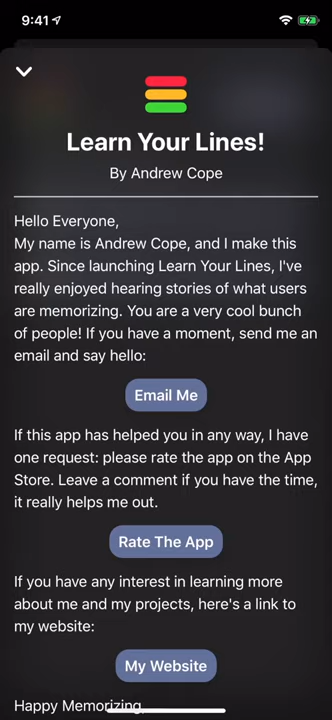 9:41
Learn Your Lines!
By Andrew Cope
Hello Everyone,
My name is Andrew Cope, and I make this
app. Since launching Learn Your Lines, I've
really enjoyed hearing stories of what users
are memorizing. You are a very cool bunch
of people! If you have a moment, send me an
email and say hello:
Email Me
If this app has helped you in any way, I have
one request: please rate the app on the App
Store. Leave a comment if you have the time,
it really helps me out.
Rate The App
If you have any interest in learning more
about me and my projects, here's a link to
my website:
My Website
Happy Memorizing,